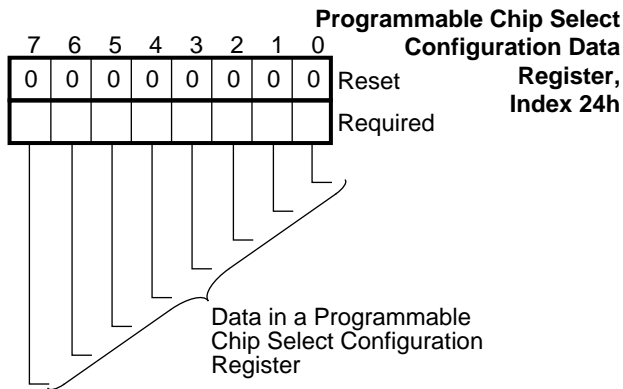 Programmable Chip Select
Configuration Data
Register,
Index 24h
7 6 5 4 3 2 1 0
0 0 0 0 0 0 0 0 Reset
Required
Data in a Programmable
Chip Select Configuration
Register